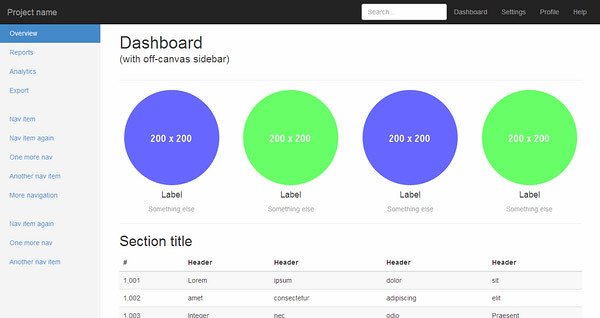 Project name
Search...
Dashboard
Settings
Profile
Help
Overview
Reports
Analytics
Export
Nav item
Nav item again
One more nav
Another nav item
More navigation
Nav item again
One more nav
Another nav item
Dashboard
(with off-canvas sidebar)
200 x 200
200 x 200
200 x 200
200 x 200
Label
Label
Label
Label
Something else
Something else
Something else
Something else
Section title
# Header Header Header Header
1,001 Lorem ipsum dolor sit
1,002 amet consectetur adipiscing elit
1,003 Integer nec odio Praesent